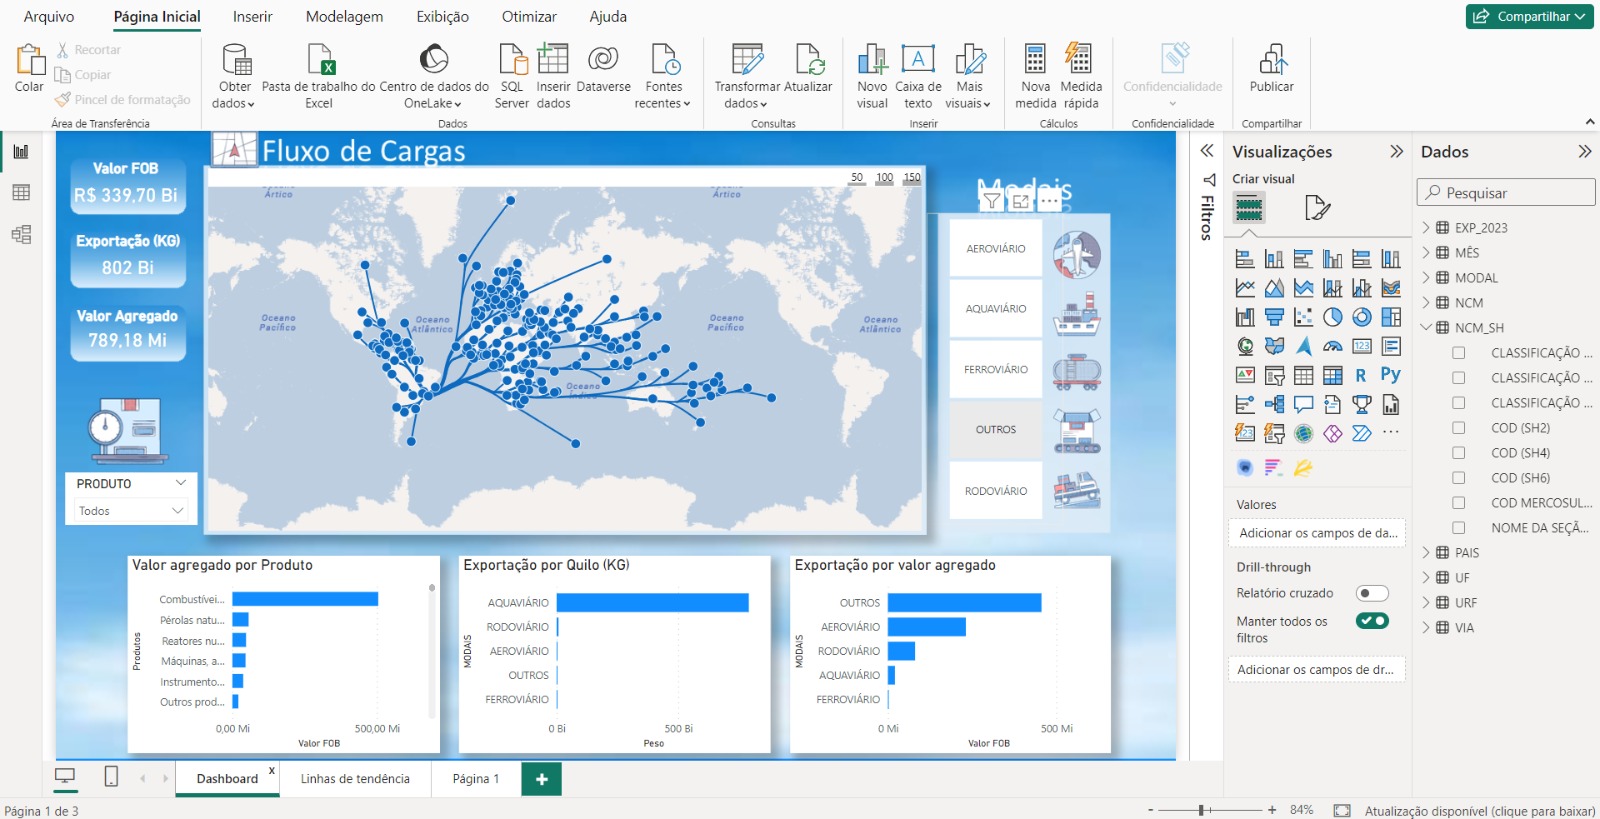 Arquivo
Página Inicial
Inserir
Modelagem
Exibição
Otimizar
Ajuda
Compartilhar
Colar
Recortar
Copiar
Pincel de formatação
Área de Transferência
Obter dados
Pasta de trabalho do Excel
Centro de dados do OneLake
SQL Server
Inserir dados
Dataverse
Fontes recentes
Dados
Transformar dados
Atualizar
Consultas
Novo visual
Caixa de texto
Mais visuais
Inserir
Nova medida
Medida rápida
Cálculos
Confidencialidade
Confidencialidade
Publicar
Compartilhar
Valor FOB
R$ 339,70 Bi
Exportação (KG)
802 Bi
Valor Agregado
789,18 Mi
PRODUTO
Todos
Fluxo de Cargas
50 100 150
Oceano Ártico
Oceano Ártico
Oceano Pacífico
Oceano Atlântico
Oceano Pacífico
Oceano Atlântico
Oceano
Modais
AEROVIÁRIO
AQUAVIÁRIO
FERROVIÁRIO
OUTROS
RODOVIÁRIO
Valor agregado por Produto
Produtos
Combustívei...
Pérolas natu...
Reatores nu...
Máquinas, a...
Instrumento...
Outros prod...
0,00 Mi 500,00 Mi
Valor FOB
Exportação por Quilo (KG)
MODAIS
AQUAVIÁRIO
RODOVIÁRIO
AEROVIÁRIO
OUTROS
FERROVIÁRIO
0 Bi 500 Bi
Peso
Exportação por valor agregado
MODAIS
OUTROS
AEROVIÁRIO
RODOVIÁRIO
AQUAVIÁRIO
FERROVIÁRIO
0 Mi 500 Mi
Valor FOB
Filtros
Visualizações
Criar visual
R Py
123
Valores
Adicionar os campos de da...
Drill-through
Relatório cruzado
Manter todos os filtros
Adicionar os campos de dr...
Dados
Pesquisar
EXP_2023
MÊS
MODAL
NCM
NCM_SH
CLASSIFICAÇÃO ...
CLASSIFICAÇÃO ...
CLASSIFICAÇÃO ...
COD (SH2)
COD (SH4)
COD (SH6)
COD MERCOSUL...
NOME DA SEÇÃ...
PAIS
UF
URF
VIA
Dashboard x
Linhas de tendência
Página 1
+
Página 1 de 3
- + 84%
Atualização disponível (clique para baixar)